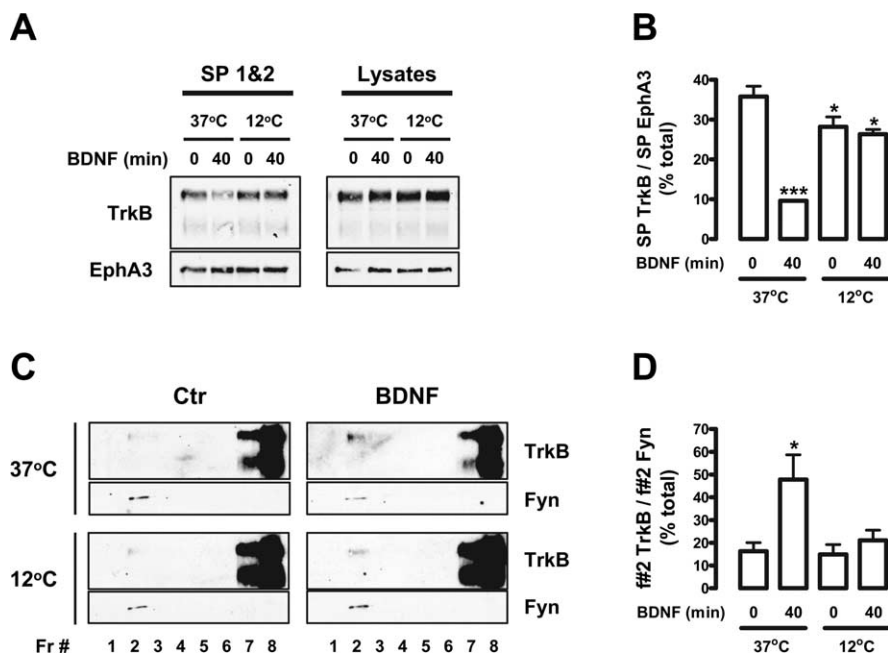 A
SP 1&2 Lysates
37°C 12°C 37°C 12°C
BDNF (min) 0 40 0 40 0 40 0 40
TrkB
EphA3
B
SP TrkB / SP EphA3
(% total)
40
30
20
10
0
*
*
***
BDNF (min) 0 40 0 40
37°C 12°C
C
Ctr BDNF
37°C
TrkB
Fyn
12°C
TrkB
Fyn
Fr # 1 2 3 4 5 6 7 8 1 2 3 4 5 6 7 8
D
f#2 TrkB / f#2 Fyn
(% total)
70
60
50
40
30
20
10
0
*
BDNF (min) 0 40 0 40
37°C 12°C